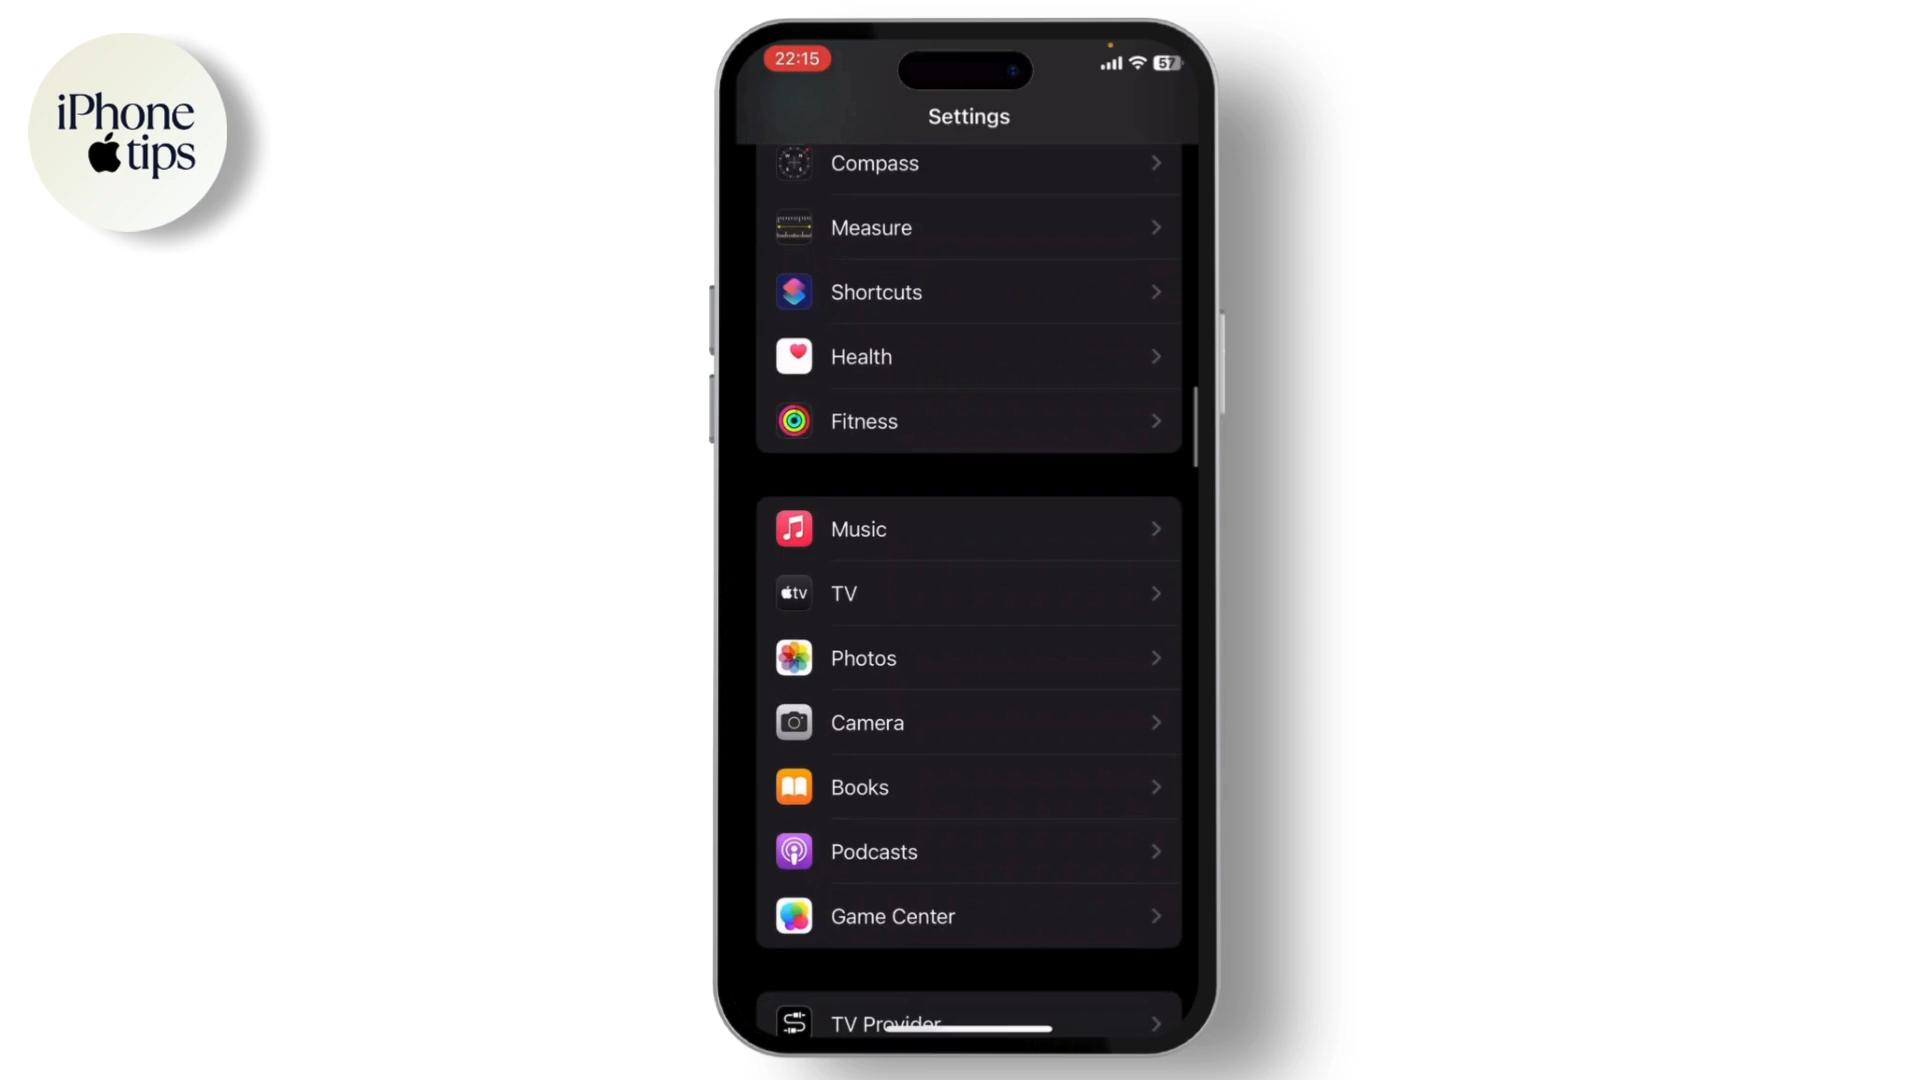 iPhone
tips
22:15
57
Settings
Compass
Measure
Shortcuts
Health
Fitness
Music
tv
TV
Photos
Camera
Books
Podcasts
Game Center
TV Provider